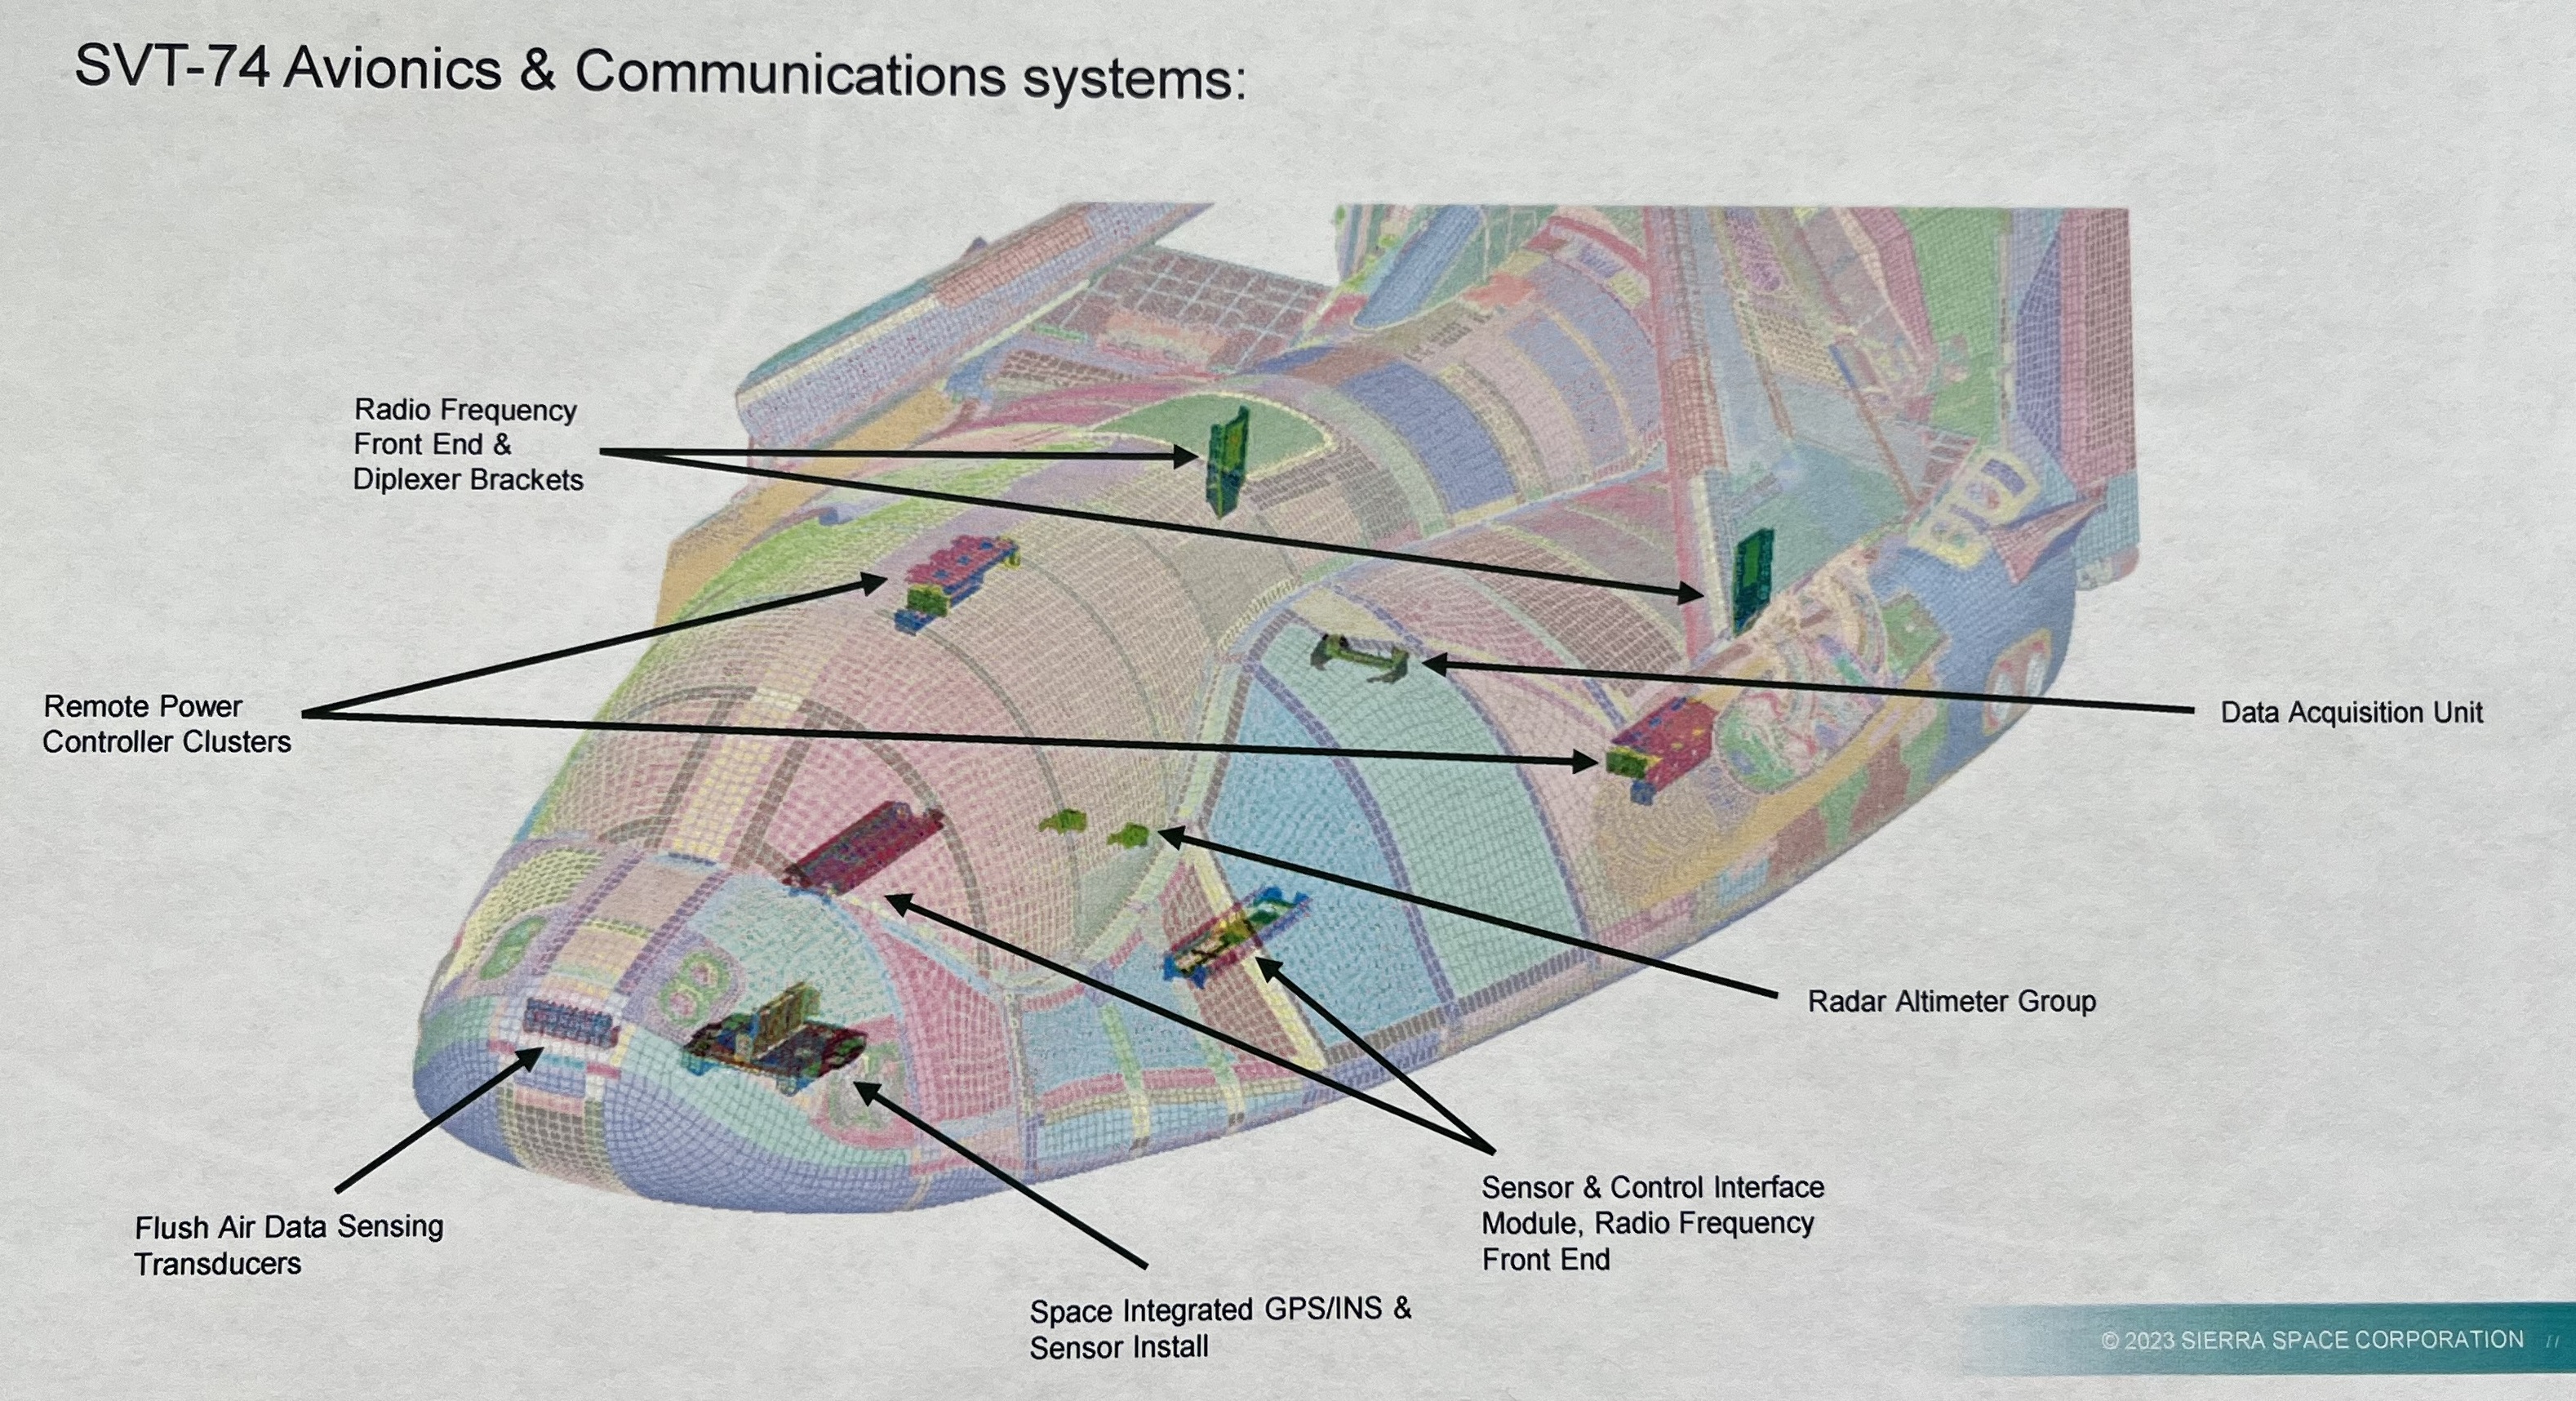 SVT-74 Avionics & Communications systems:
Radio Frequency
Front End &
Diplexer Brackets
Remote Power
Controller Clusters
Data Acquisition Unit
Radar Altimeter Group
Sensor & Control Interface
Module, Radio Frequency
Front End
Flush Air Data Sensing
Transducers
Space Integrated GPS/INS &
Sensor Install
© 2023 SIERRA SPACE CORPORATION //